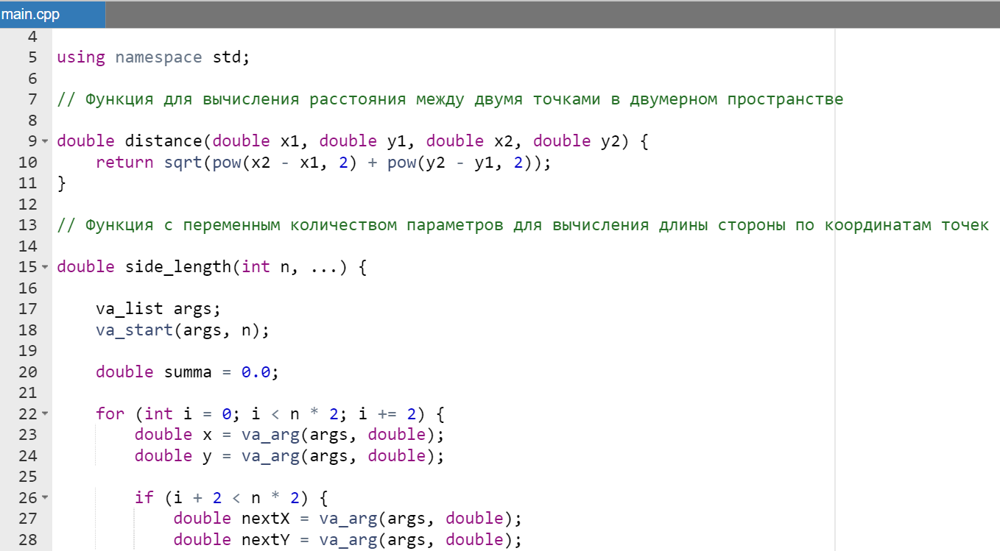 main.cpp
4
5 using namespace std;
6
7 // Функция для вычисления расстояния между двумя точками в двумерном пространстве
8
9 double distance(double x1, double y1, double x2, double y2) {
10     return sqrt(pow(x2 - x1, 2) + pow(y2 - y1, 2));
11 }
12
13 // Функция с переменным количеством параметров для вычисления длины стороны по координатам точек
14
15 double side_length(int n, ...) {
16
17     va_list args;
18     va_start(args, n);
19
20     double summa = 0.0;
21
22     for (int i = 0; i < n * 2; i += 2) {
23         double x = va_arg(args, double);
24         double y = va_arg(args, double);
25
26         if (i + 2 < n * 2) {
27             double nextX = va_arg(args, double);
28             double nextY = va_arg(args, double);